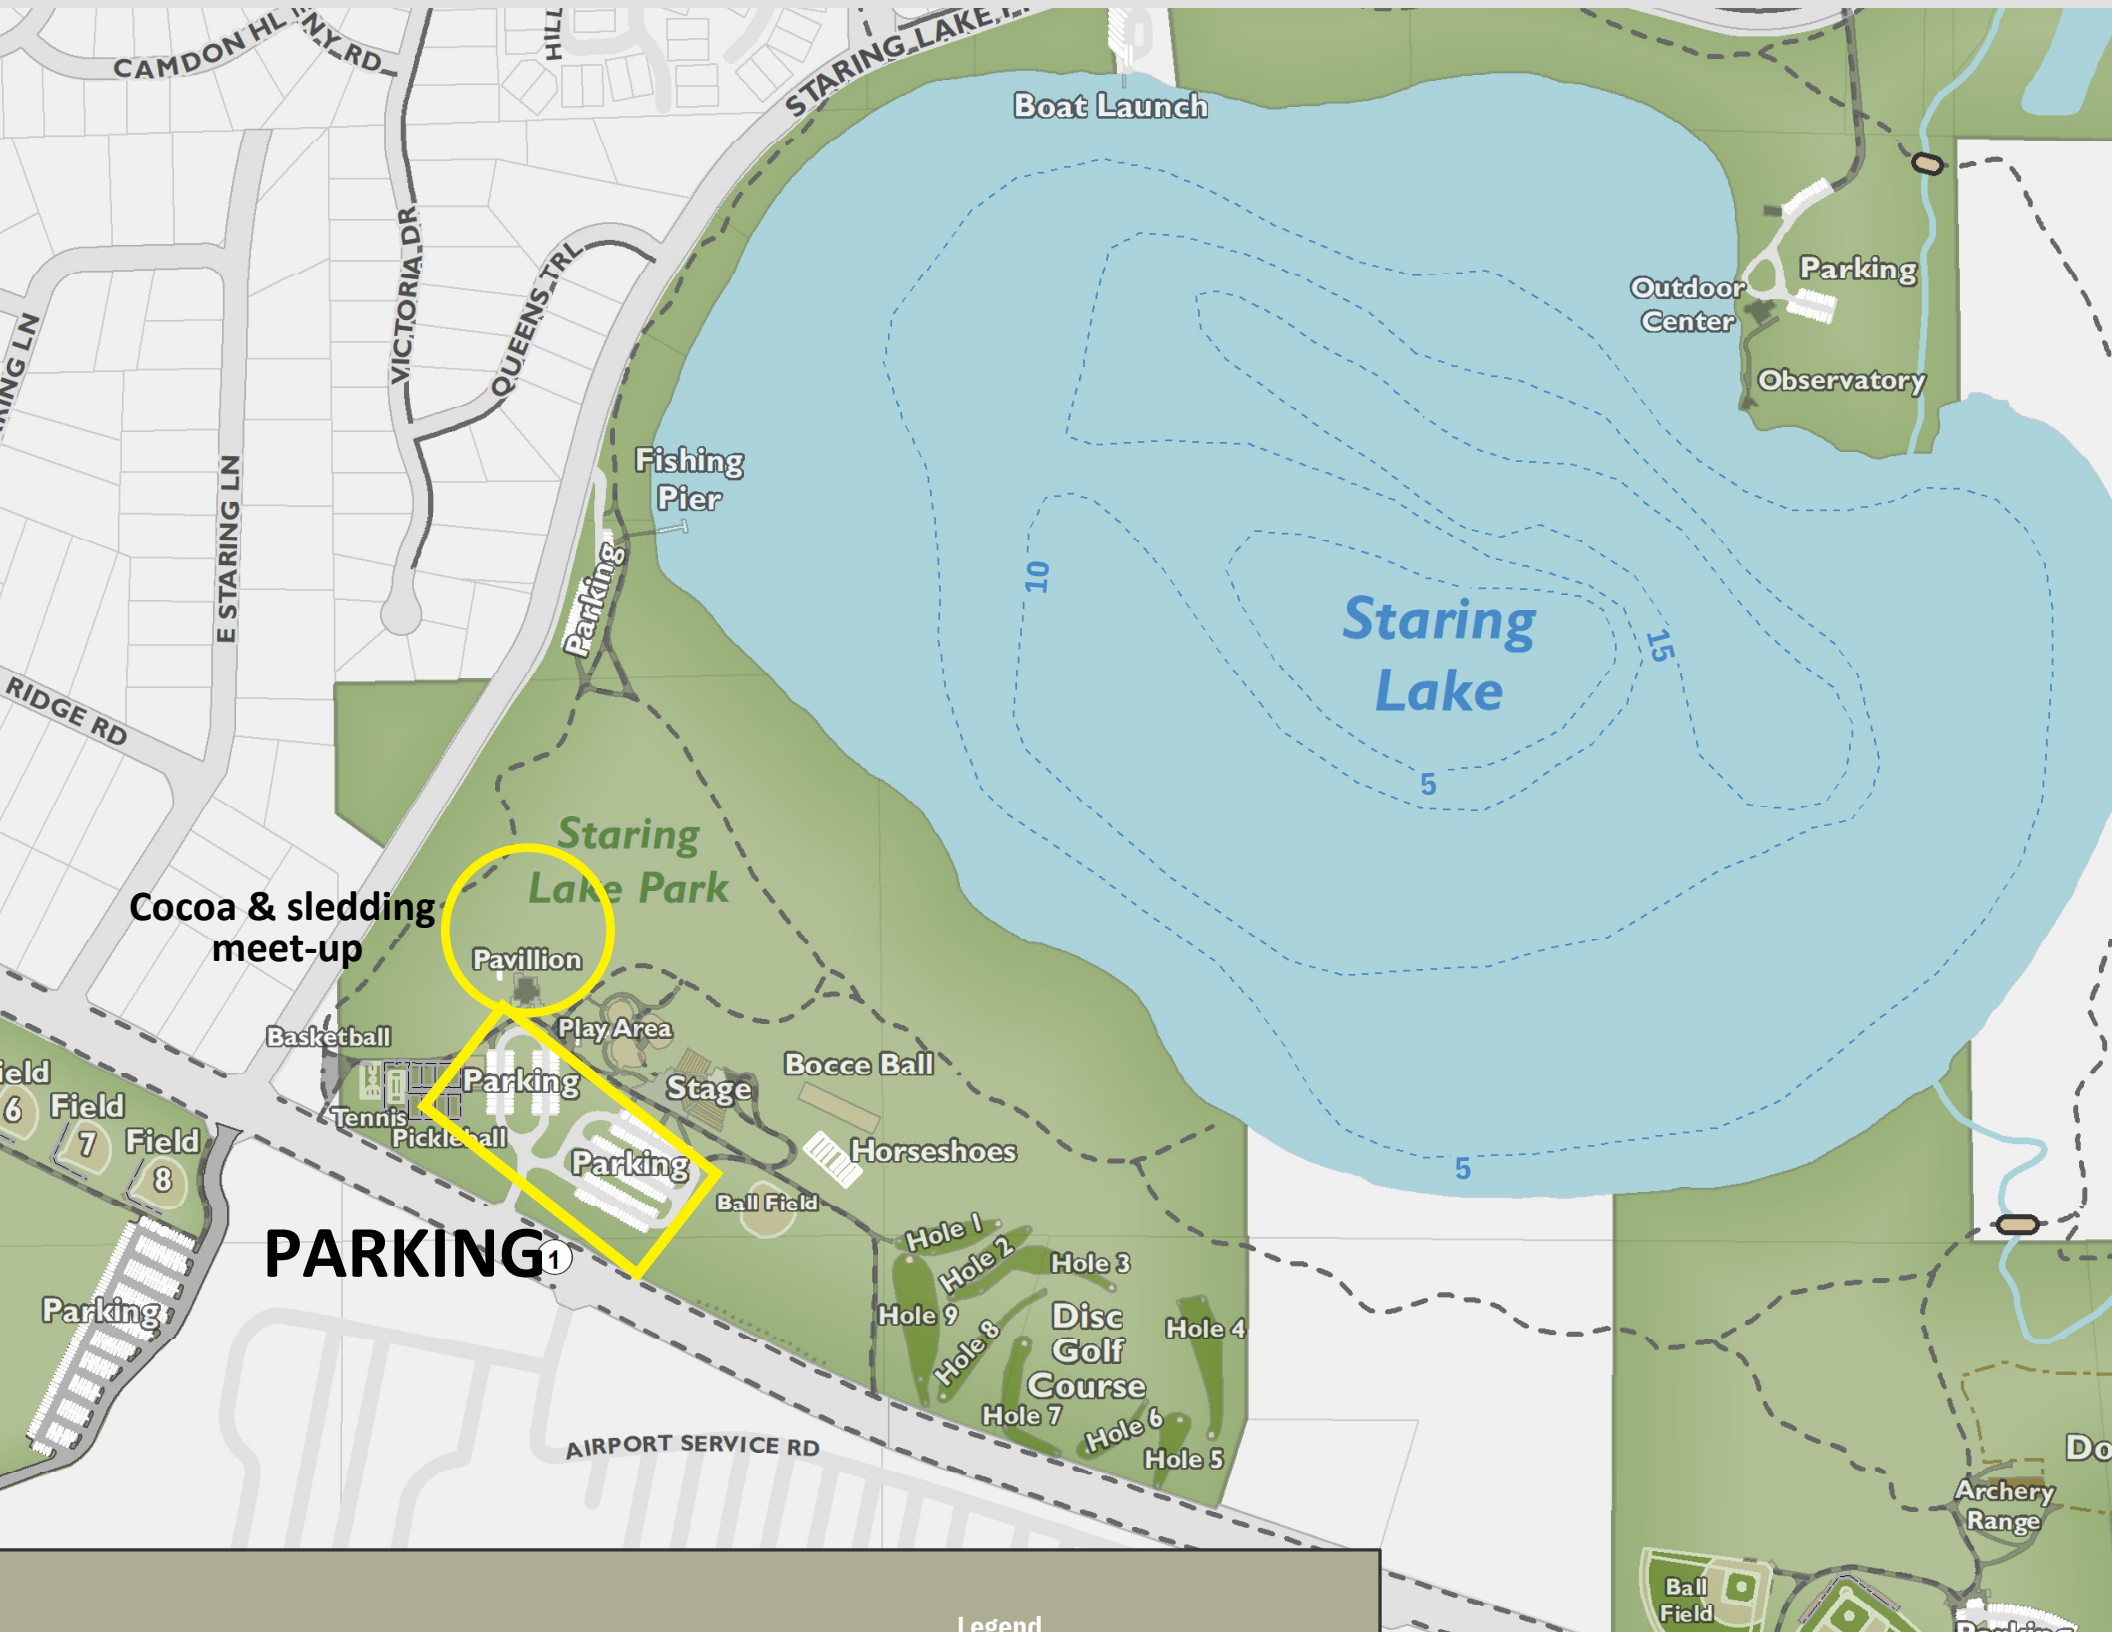 CAMDON HL
NY RD
HILL
STARING LAKE
Boat Launch
VICTORIA DR
QUEENS TRL
E STARING LN
RIDGE RD
Outdoor
Center
Parking
Observatory
Fishing
Pier
Parking
10
Staring
Lake
15
5
5
Staring
Lake Park
Cocoa & sledding
meet-up
Pavillion
Basketball
Play Area
Parking
Stage
Bocce Ball
Tennis
Pickleball
Parking
Horseshoes
Ball Field
6
Field
7
Field
8
PARKING
1
Parking
Hole 1
Hole 2
Hole 3
Hole 9
Hole 8
Disc
Golf
Course
Hole 4
Hole 7
Hole 6
Hole 5
AIRPORT SERVICE RD
Archery
Range
Ball
Field
Parking
Legend